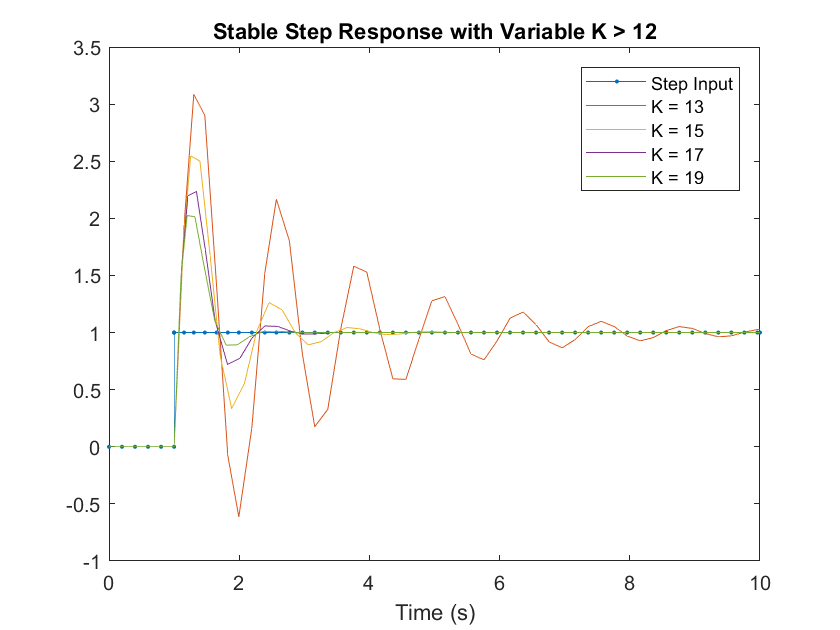 Stable Step Response with Variable K > 12
3.5
3
2.5
2
1.5
1
0.5
0
-0.5
-1
Step Input
K = 13
K = 15
K = 17
K = 19
0 2 4 6 8 10
Time (s)